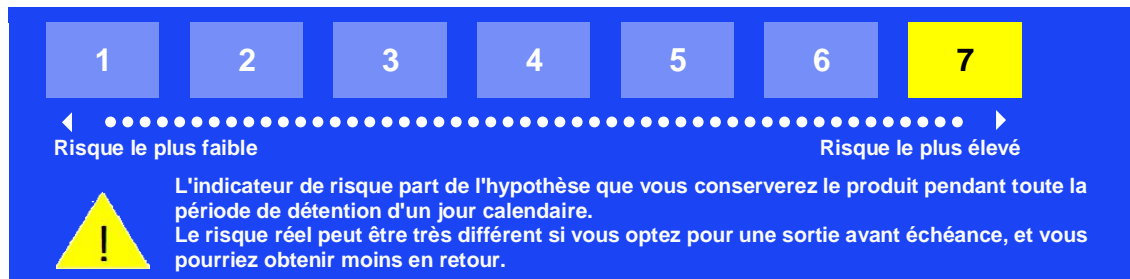 1 2 3 4 5 6 7
Risque le plus faible Risque le plus élevé
L'indicateur de risque part de l'hypothèse que vous conserverez le produit pendant toute la
période de détention d'un jour calendaire.
Le risque réel peut être très différent si vous optez pour une sortie avant échéance, et vous
pourriez obtenir moins en retour.
!